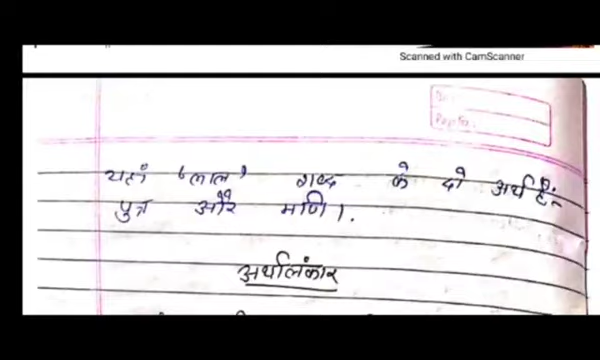 Scanned with CamScanner
यहाँ 'लाल' शब्द के दो अर्थ हैं:-
पुत्र और मणि।
अर्थालंकार